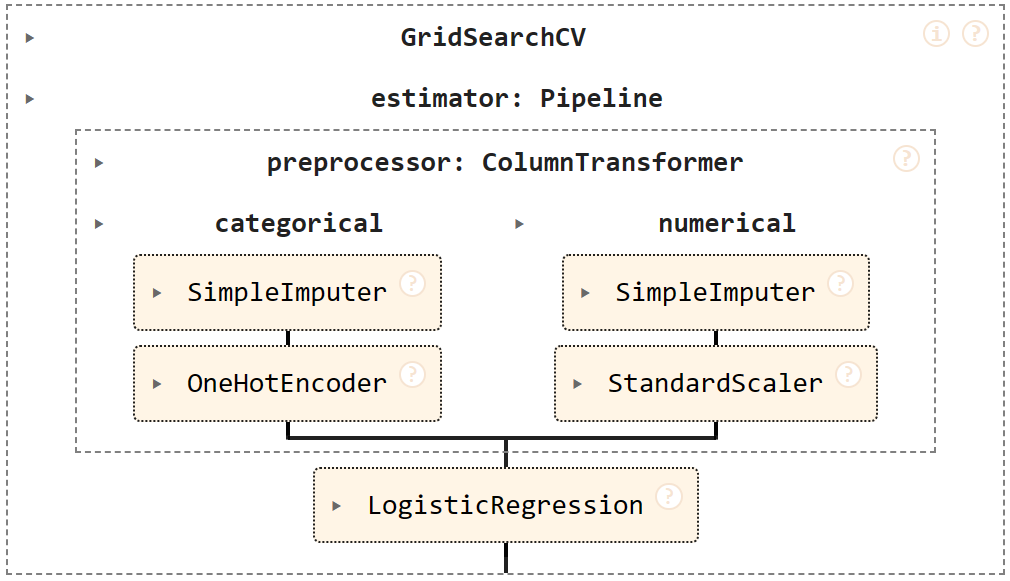 GridSearchCV i ?
estimator: Pipeline
preprocessor: ColumnTransformer ?
categorical numerical
SimpleImputer ? SimpleImputer ?
OneHotEncoder ? StandardScaler ?
LogisticRegression ?